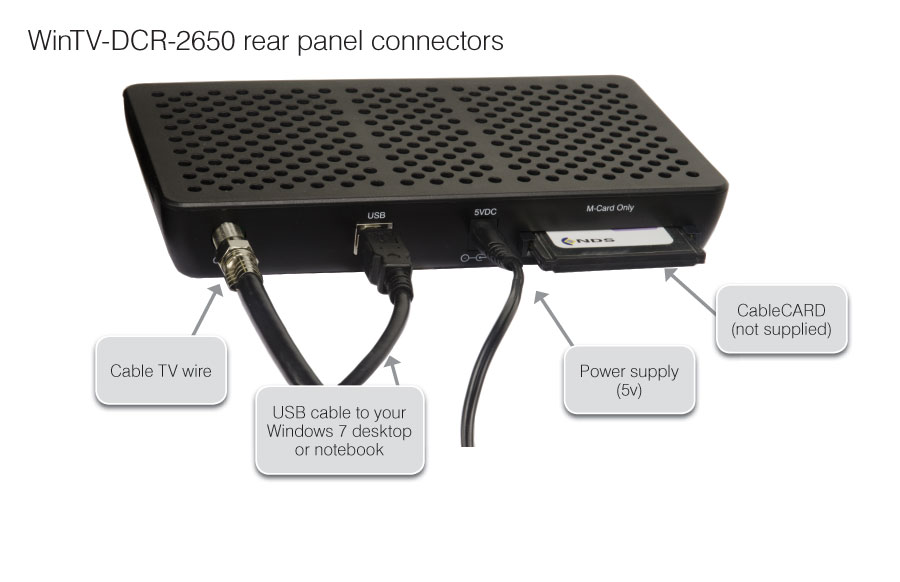 WinTV-DCR-2650 rear panel connectors
USB
5VDC
M-Card Only
NDS
CableCARD
(not supplied)
Cable TV wire
Power supply
(5v)
USB cable to your
Windows 7 desktop
or notebook